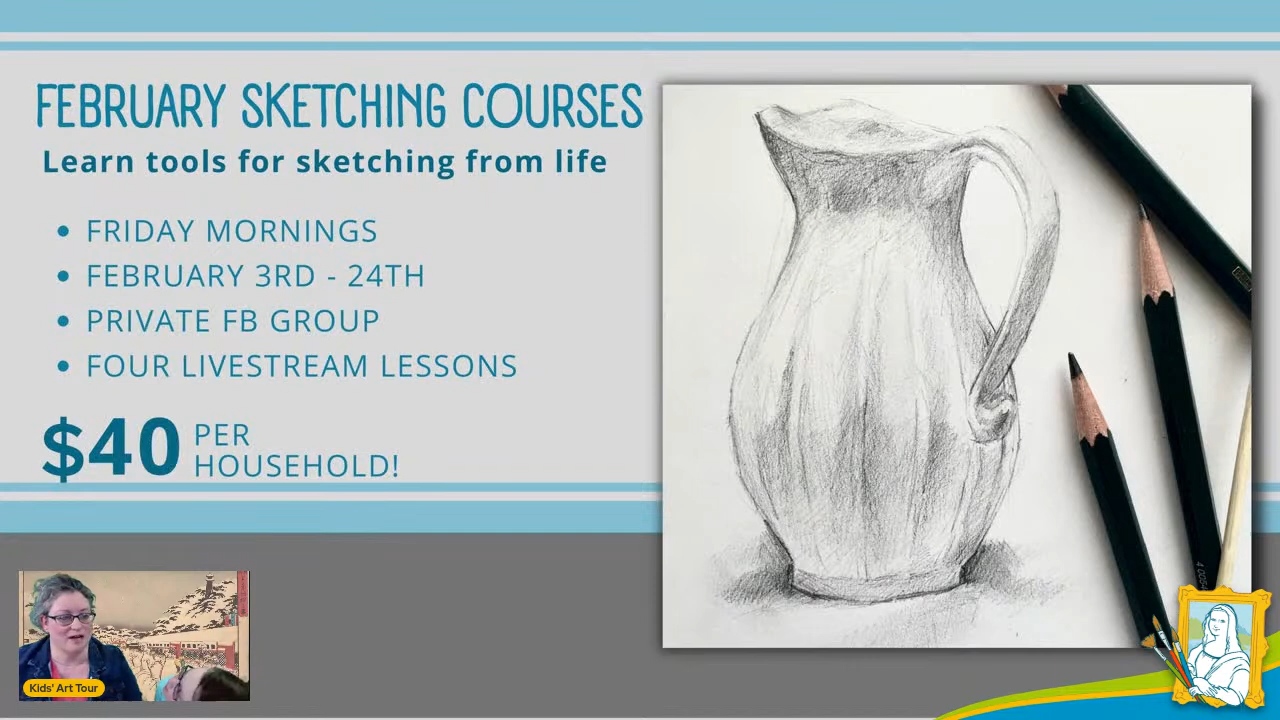 FEBRUARY SKETCHING COURSES
Learn tools for sketching from life
• FRIDAY MORNINGS
• FEBRUARY 3RD - 24TH
• PRIVATE FB GROUP
• FOUR LIVESTREAM LESSONS
$40 PER
HOUSEHOLD!
Kids' Art Tour